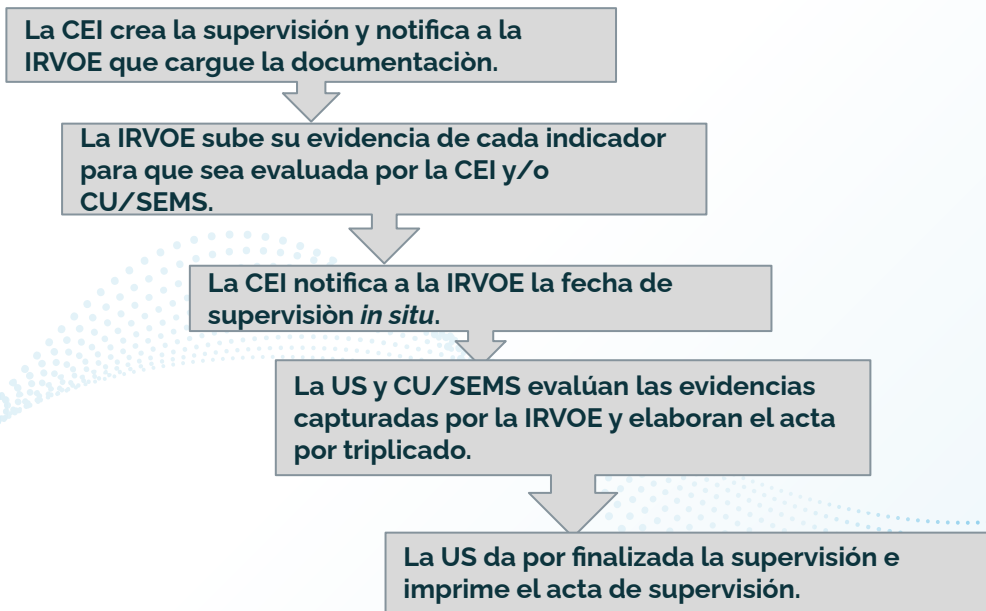 La CEI crea la supervisión y notifica a la
IRVOE que cargue la documentaciòn.
La IRVOE sube su evidencia de cada indicador
para que sea evaluada por la CEI y/o
CU/SEMS.
La CEI notifica a la IRVOE la fecha de
supervisiòn in situ.
La US y CU/SEMS evalúan las evidencias
capturadas por la IRVOE y elaboran el acta
por triplicado.
La US da por finalizada la supervisión e
imprime el acta de supervisión.